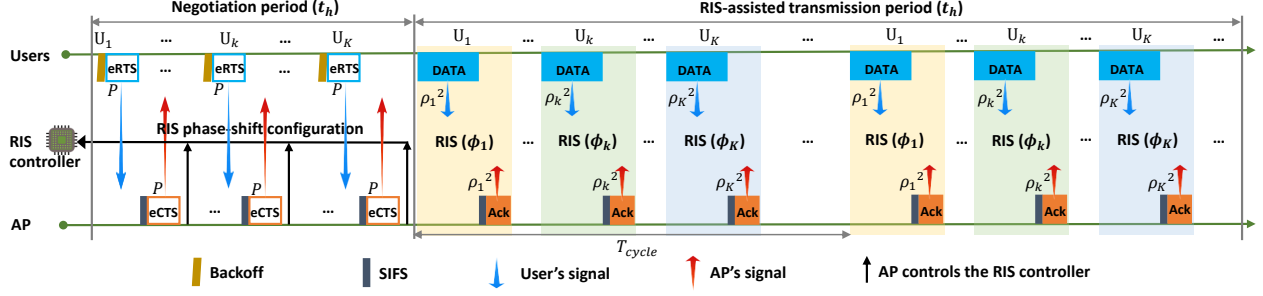 Negotiation period (t_h) RIS-assisted transmission period (t_h)
U_1 ... U_k ... U_K ... U_1 ... U_k ... U_K ... U_1 ... U_k ... U_K ...
Users
eRTS ... eRTS ... eRTS DATA ... DATA ... DATA ... DATA ... DATA ... DATA ...
P P P ρ_1^2 ρ_k^2 ρ_K^2 ρ_1^2 ρ_k^2 ρ_K^2
RIS phase-shift configuration
RIS controller
RIS (ϕ_1) ... RIS (ϕ_k) ... RIS (ϕ_K) ... RIS (ϕ_1) ... RIS (ϕ_k) ... RIS (ϕ_K) ...
P P P ρ_1^2 ρ_k^2 ρ_K^2 ρ_1^2 ρ_k^2 ρ_K^2
eCTS ... eCTS ... eCTS Ack ... Ack ... Ack ... Ack ... Ack ... Ack ...
AP
T_cycle
Backoff SIFS User's signal AP's signal AP controls the RIS controller